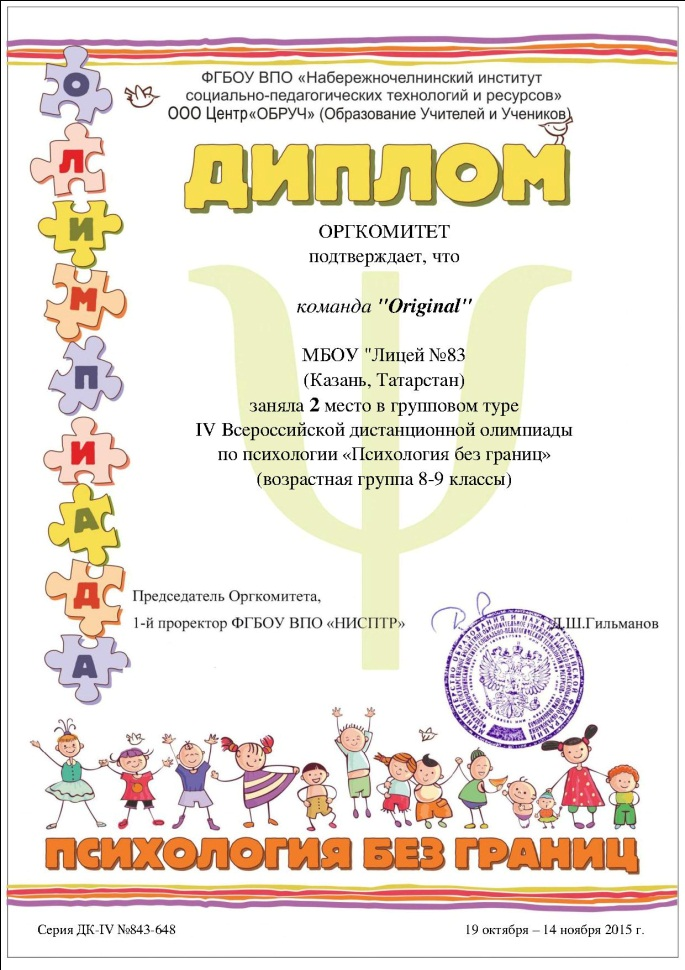 ФГБОУ ВПО «Набережночелнинский институт
социально-педагогических технологий и ресурсов»
ООО Центр«ОБРУЧ» (Образование Учителей и Учеников)
ДИПЛОМ
ОЛИМПИАДА
ОРГКОМИТЕТ
подтверждает, что
команда "Original"
МБОУ "Лицей №83
(Казань, Татарстан)
заняла 2 место в групповом туре
IV Всероссийской дистанционной олимпиады
по психологии «Психология без границ»
(возрастная группа 8-9 классы)
Председатель Оргкомитета,
1-й проректор ФГБОУ ВПО «НИСПТР» Д.Ш.Гильманов
ПСИХОЛОГИЯ БЕЗ ГРАНИЦ
Серия ДК-IV №843-648 19 октября – 14 ноября 2015 г.